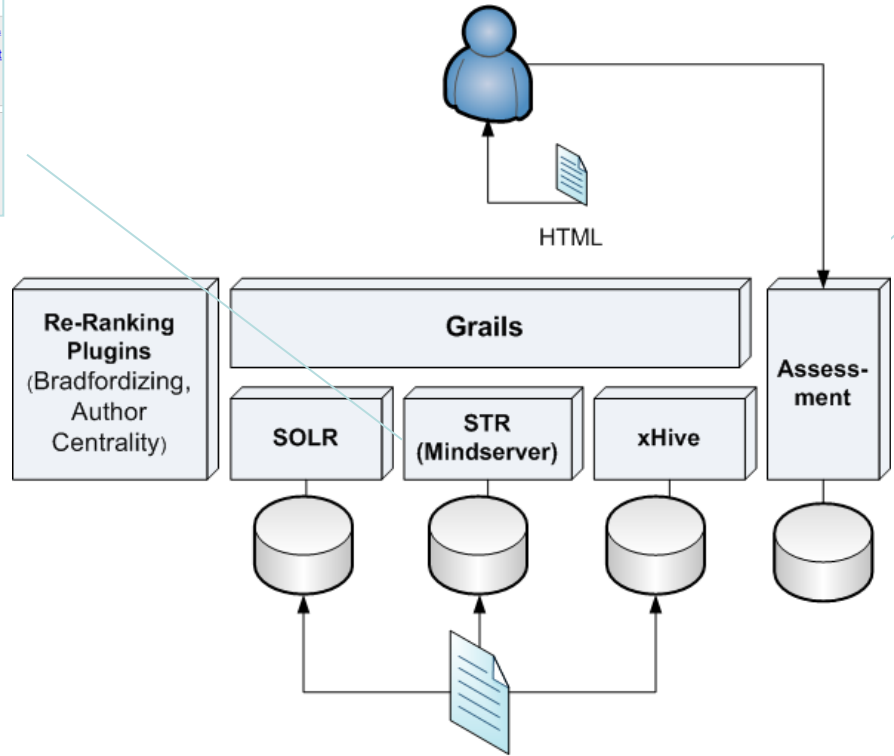 HTML
Re-Ranking
Plugins
(Bradfordizing,
Author
Centrality)
Grails
SOLR
STR
(Mindserver)
xHive
Assess-
ment